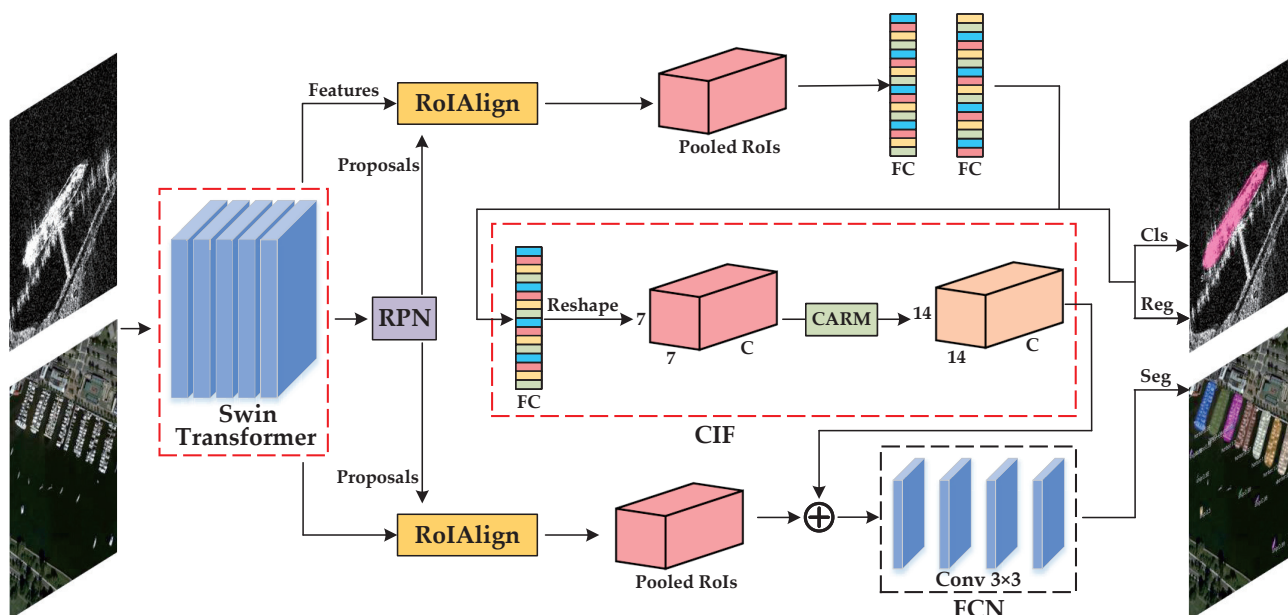 Features
RoIAlign
Pooled RoIs
FC
FC
Proposals
Cls
Reg
Swin
Transformer
RPN
FC
Reshape
7
7
C
CARM
14
14
C
CIF
Seg
Proposals
RoIAlign
Pooled RoIs
Conv 3×3
FCN